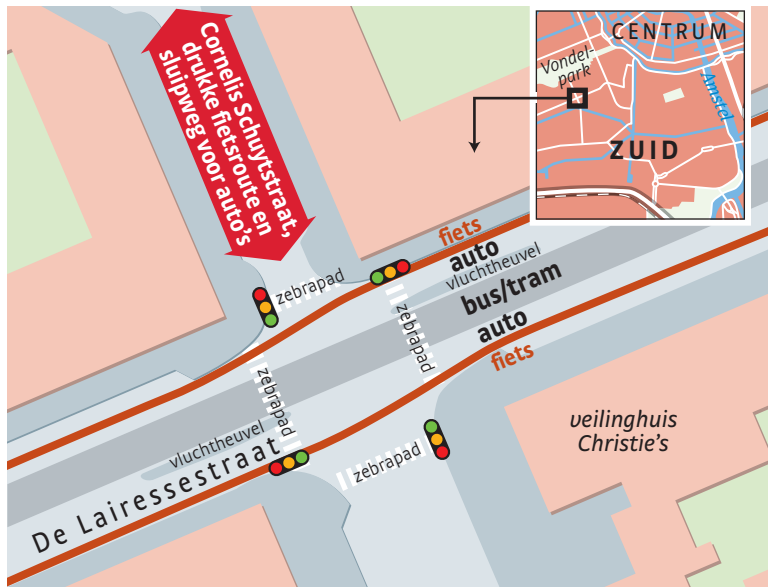 Cornelis Schuytstraat,
drukke fietsroute en
sluipweg voor auto's
CENTRUM
Vondel-
park
Amstel
ZUID
fiets
auto
vluchtheuvel
bus/tram
auto
fiets
zebrapad
zebrapad
zebrapad
vluchtheuvel
zebrapad
De Lairessestraat
veilinghuis
Christie's